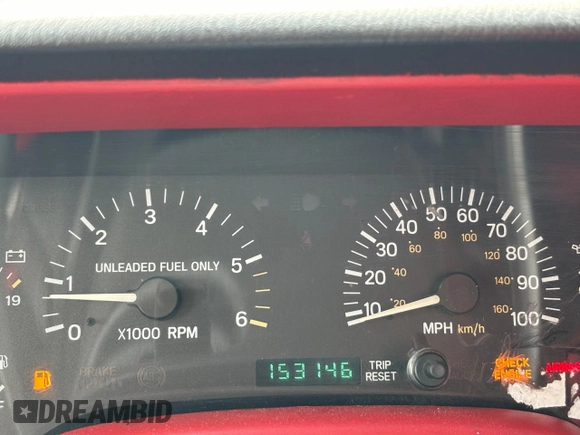 3
2
4
1
5
0
6
UNLEADED FUEL ONLY
X1000 RPM
19
F
BRAKE
153146
TRIP
RESET
10
20
30
40
50
60
70
80
90
100
20
40
60
80
100
120
140
160
MPH km/h
CHECK
ENGINE
DREAMBID